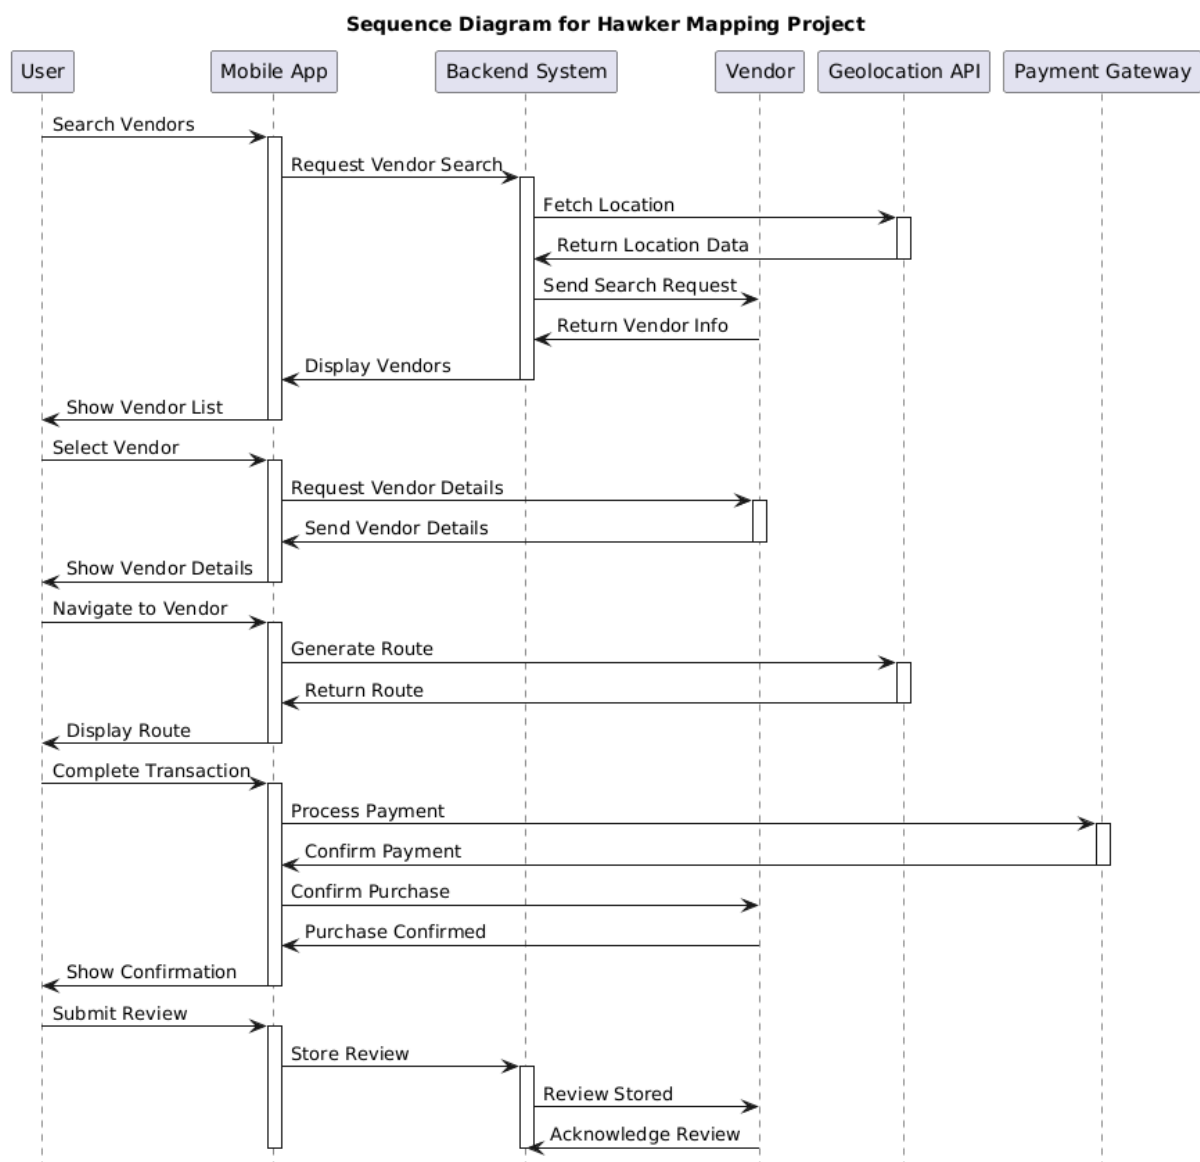 Sequence Diagram for Hawker Mapping Project
User
Mobile App
Backend System
Vendor
Geolocation API
Payment Gateway
Search Vendors
Request Vendor Search
Fetch Location
Return Location Data
Send Search Request
Return Vendor Info
Display Vendors
Show Vendor List
Select Vendor
Request Vendor Details
Send Vendor Details
Show Vendor Details
Navigate to Vendor
Generate Route
Return Route
Display Route
Complete Transaction
Process Payment
Confirm Payment
Confirm Purchase
Purchase Confirmed
Show Confirmation
Submit Review
Store Review
Review Stored
Acknowledge Review